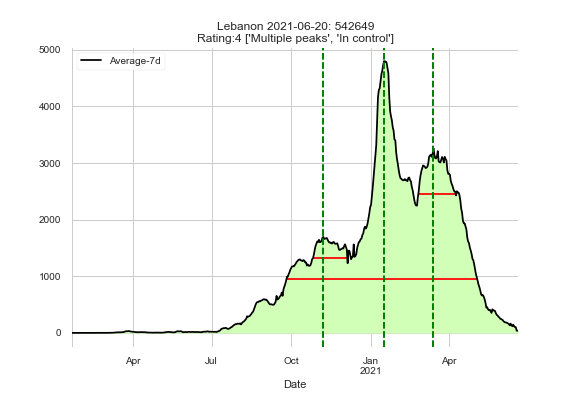 Lebanon 2021-06-20: 542649
Rating:4 ['Multiple peaks', 'In control']
Average-7d
5000
4000
3000
2000
1000
0
Apr Jul Oct Jan Apr
2021
Date